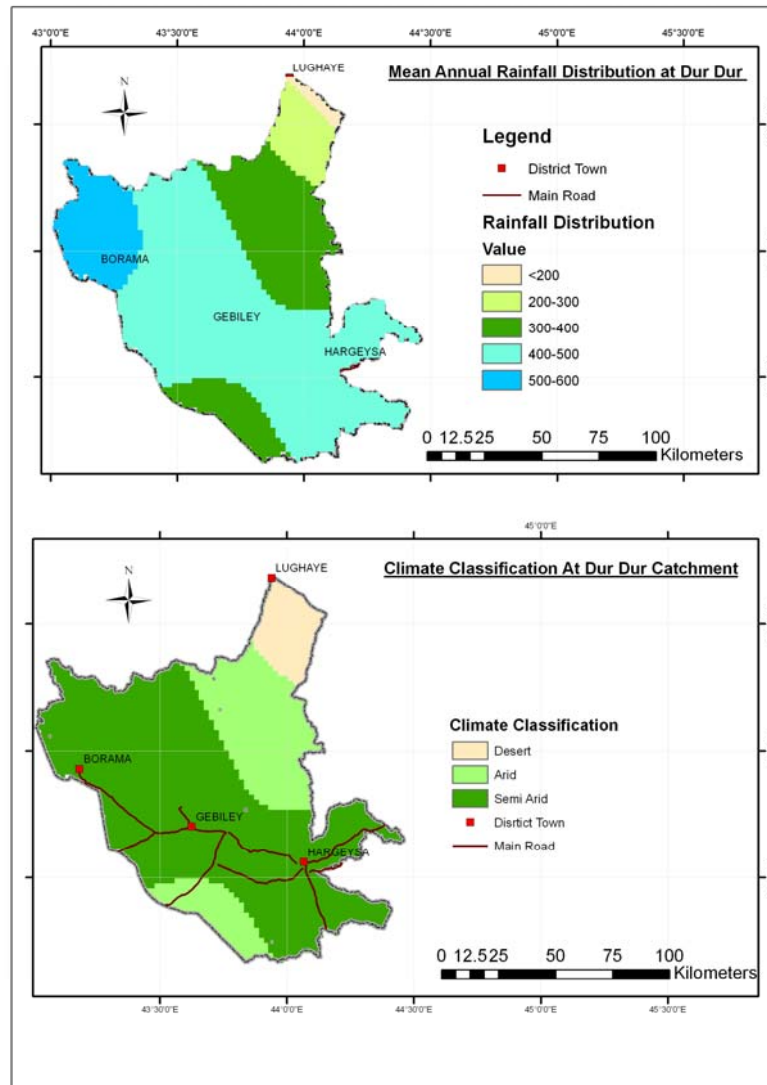 43°0'0"E 43°30'0"E 44°0'0"E 44°30'0"E 45°0'0"E 45°30'0"E
LUGHAYE
Mean Annual Rainfall Distribution at Dur Dur
N
Legend
District Town
Main Road
Rainfall Distribution
Value
<200
200-300
300-400
400-500
500-600
BORAMA
GEBILEY
HARGEYSA
0 12.525 50 75 100
Kilometers
45°0'0"E
LUGHAYE
Climate Classification At Dur Dur Catchment
N
Climate Classification
Desert
Arid
Semi Arid
Disrtict Town
Main Road
BORAMA
GEBILEY
HARGEYSA
0 12.525 50 75 100
Kilometers
43°30'0"E 44°0'0"E 44°30'0"E 45°0'0"E 45°30'0"E